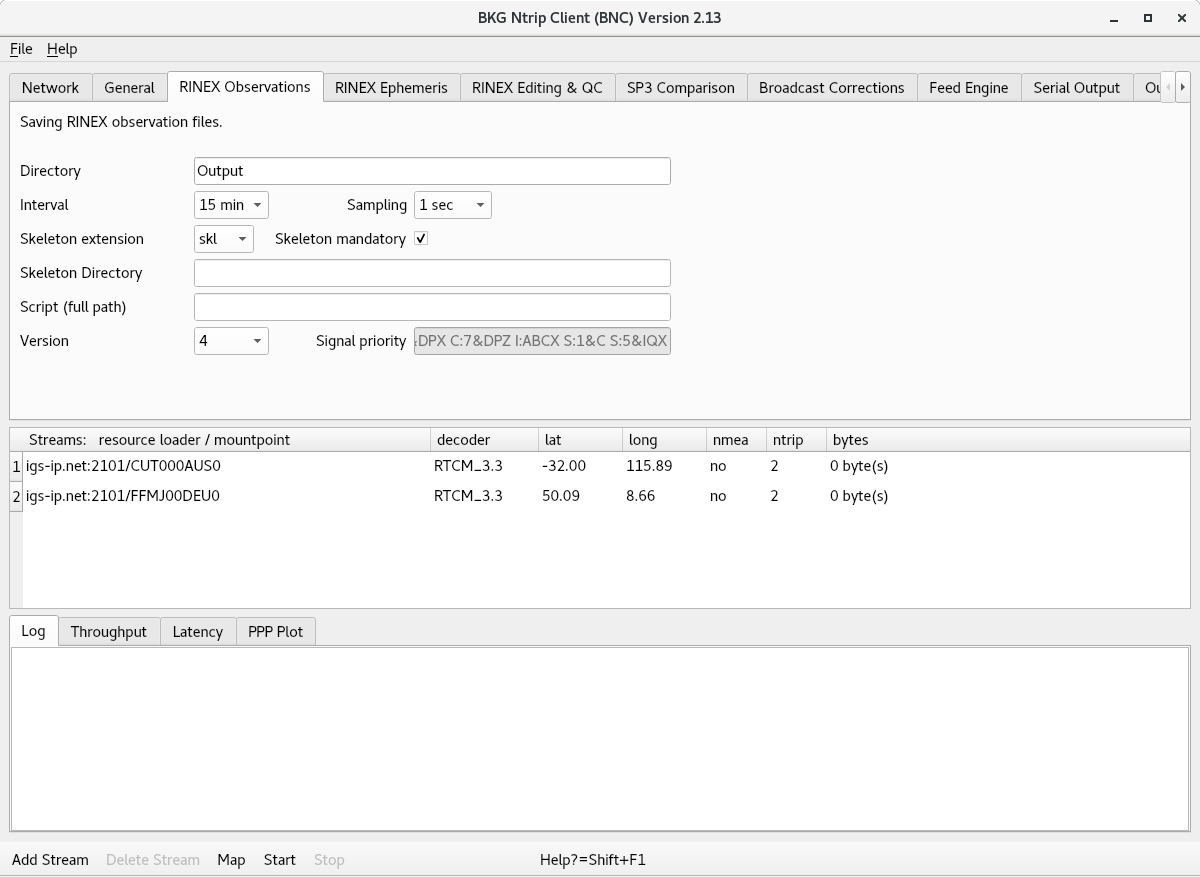 BKG Ntrip Client (BNC) Version 2.13
File Help
Network General RINEX Observations RINEX Ephemeris RINEX Editing & QC SP3 Comparison Broadcast Corrections Feed Engine Serial Output
Saving RINEX observation files.
Directory Output
Interval 15 min Sampling 1 sec
Skeleton extension skl Skeleton mandatory
Skeleton Directory
Script (full path)
Version 4 Signal priority &DPX C:7&DPZ I:ABCX S:1&C S:5&IQX
Streams: resource loader / mountpoint decoder lat long nmea ntrip bytes
1 igs-ip.net:2101/CUT000AUS0 RTCM_3.3 -32.00 115.89 no 2 0 byte(s)
2 igs-ip.net:2101/FFMJ00DEU0 RTCM_3.3 50.09 8.66 no 2 0 byte(s)
Log Throughput Latency PPP Plot
Add Stream Delete Stream Map Start Stop Help?=Shift+F1